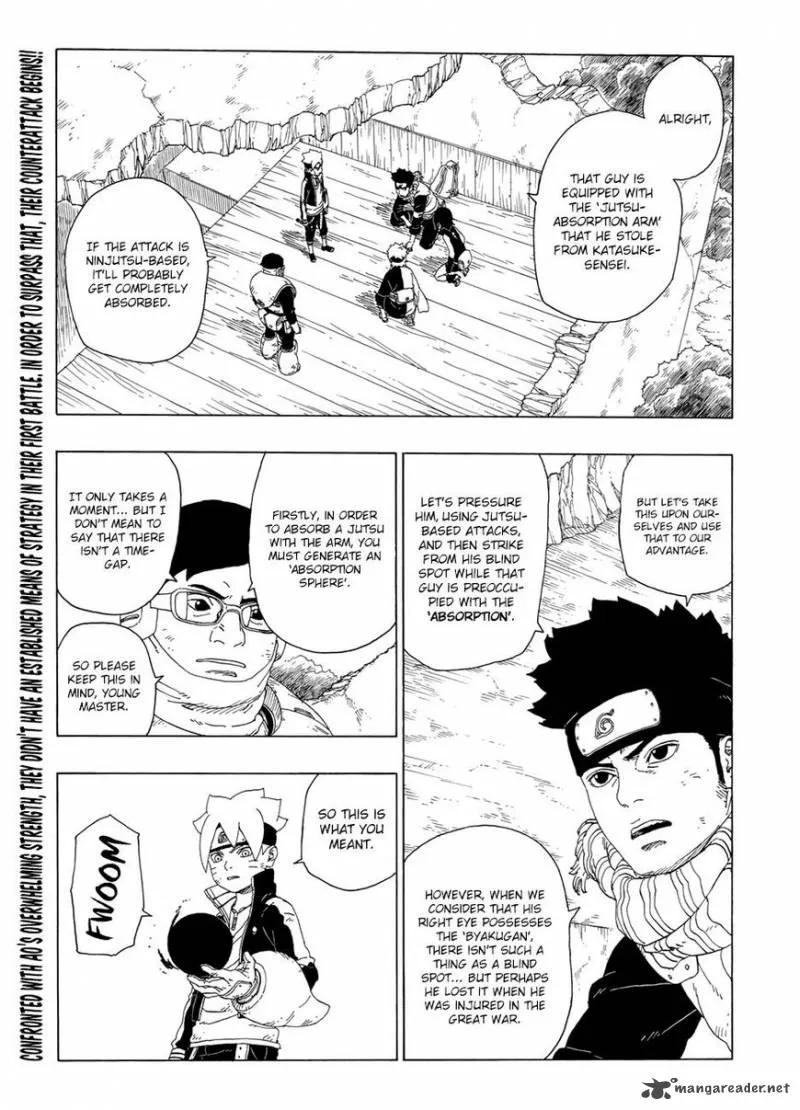 CONFRONTED WITH AO'S OVERWHELMING STRENGTH, THEY DIDN'T HAVE AN ESTABLISHED MEANS OF STRATEGY IN THEIR FIRST BATTLE. IN ORDER TO SURPASS THAT, THEIR COUNTERATTACK BEGINS!!
ALRIGHT,
THAT GUY IS
EQUIPPED WITH
THE 'JUTSU-
ABSORPTION ARM'
THAT HE STOLE
FROM KATASUKE-
SENSEI.
IF THE ATTACK IS
NINJUTSU-BASED,
IT'LL PROBABLY
GET COMPLETELY
ABSORBED.
BUT LET'S TAKE
THIS UPON OUR-
SELVES AND USE
THAT TO OUR
ADVANTAGE.
LET'S PRESSURE
HIM, USING JUTSU-
BASED ATTACKS,
AND THEN STRIKE
FROM HIS BLIND
SPOT WHILE THAT
GUY IS PREOCCU-
PIED WITH THE
'ABSORPTION'.
HOWEVER, WHEN WE
CONSIDER THAT HIS
RIGHT EYE POSSESSES
THE 'BYAKUGAN',
THERE ISN'T SUCH
A THING AS A BLIND
SPOT... BUT PERHAPS
HE LOST IT WHEN HE
WAS INJURED IN THE
GREAT WAR.
FIRSTLY, IN ORDER
TO ABSORB A JUTSU
WITH THE ARM, YOU
MUST GENERATE AN
'ABSORPTION
SPHERE'.
IT ONLY TAKES A
MOMENT... BUT I
DON'T MEAN TO
SAY THAT THERE
ISN'T A TIME-
GAP.
SO PLEASE
KEEP THIS IN
MIND, YOUNG
MASTER.
SO THIS IS
WHAT YOU
MEANT.
FWOOM
mangareader.net